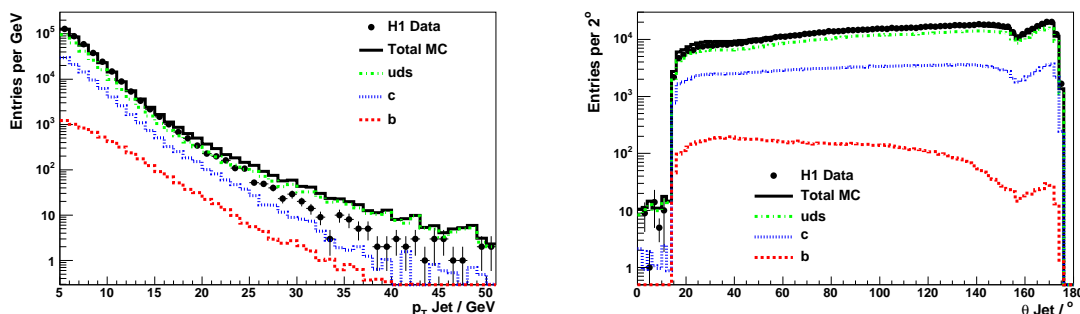 Entries per GeV
10⁵
10⁴
10³
10²
10
1
5 10 15 20 25 30 35 40 45 50
p_T Jet / GeV
H1 Data
Total MC
uds
c
b
Entries per 2°
10⁴
10³
10²
10
1
0 20 40 60 80 100 120 140 160 180
θ Jet / °
H1 Data
Total MC
uds
c
b